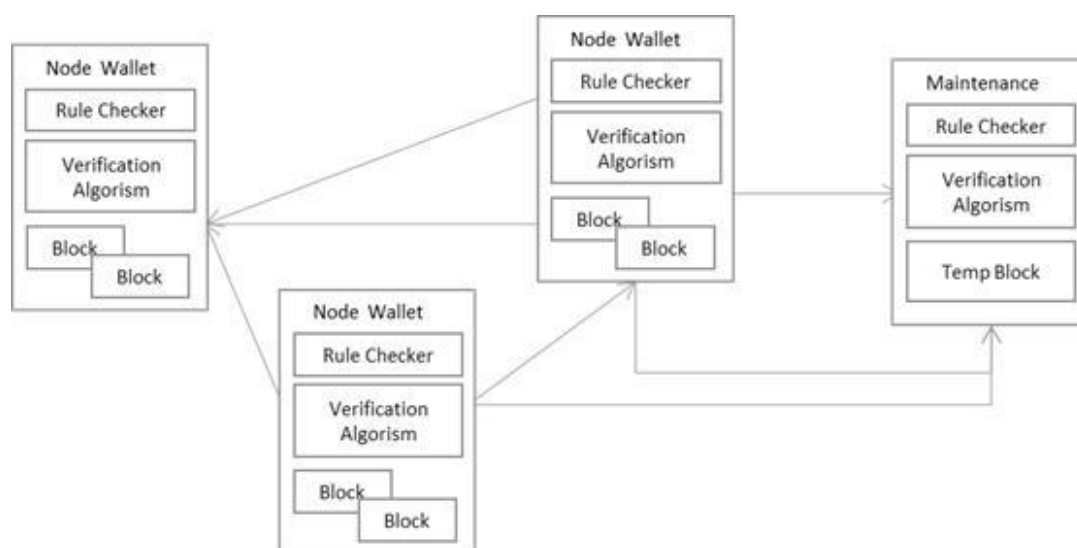 Node Wallet
Rule Checker
Verification
Algorism
Block
Block
Node Wallet
Rule Checker
Verification
Algorism
Block
Block
Maintenance
Rule Checker
Verification
Algorism
Temp Block
Node Wallet
Rule Checker
Verification
Algorism
Block
Block